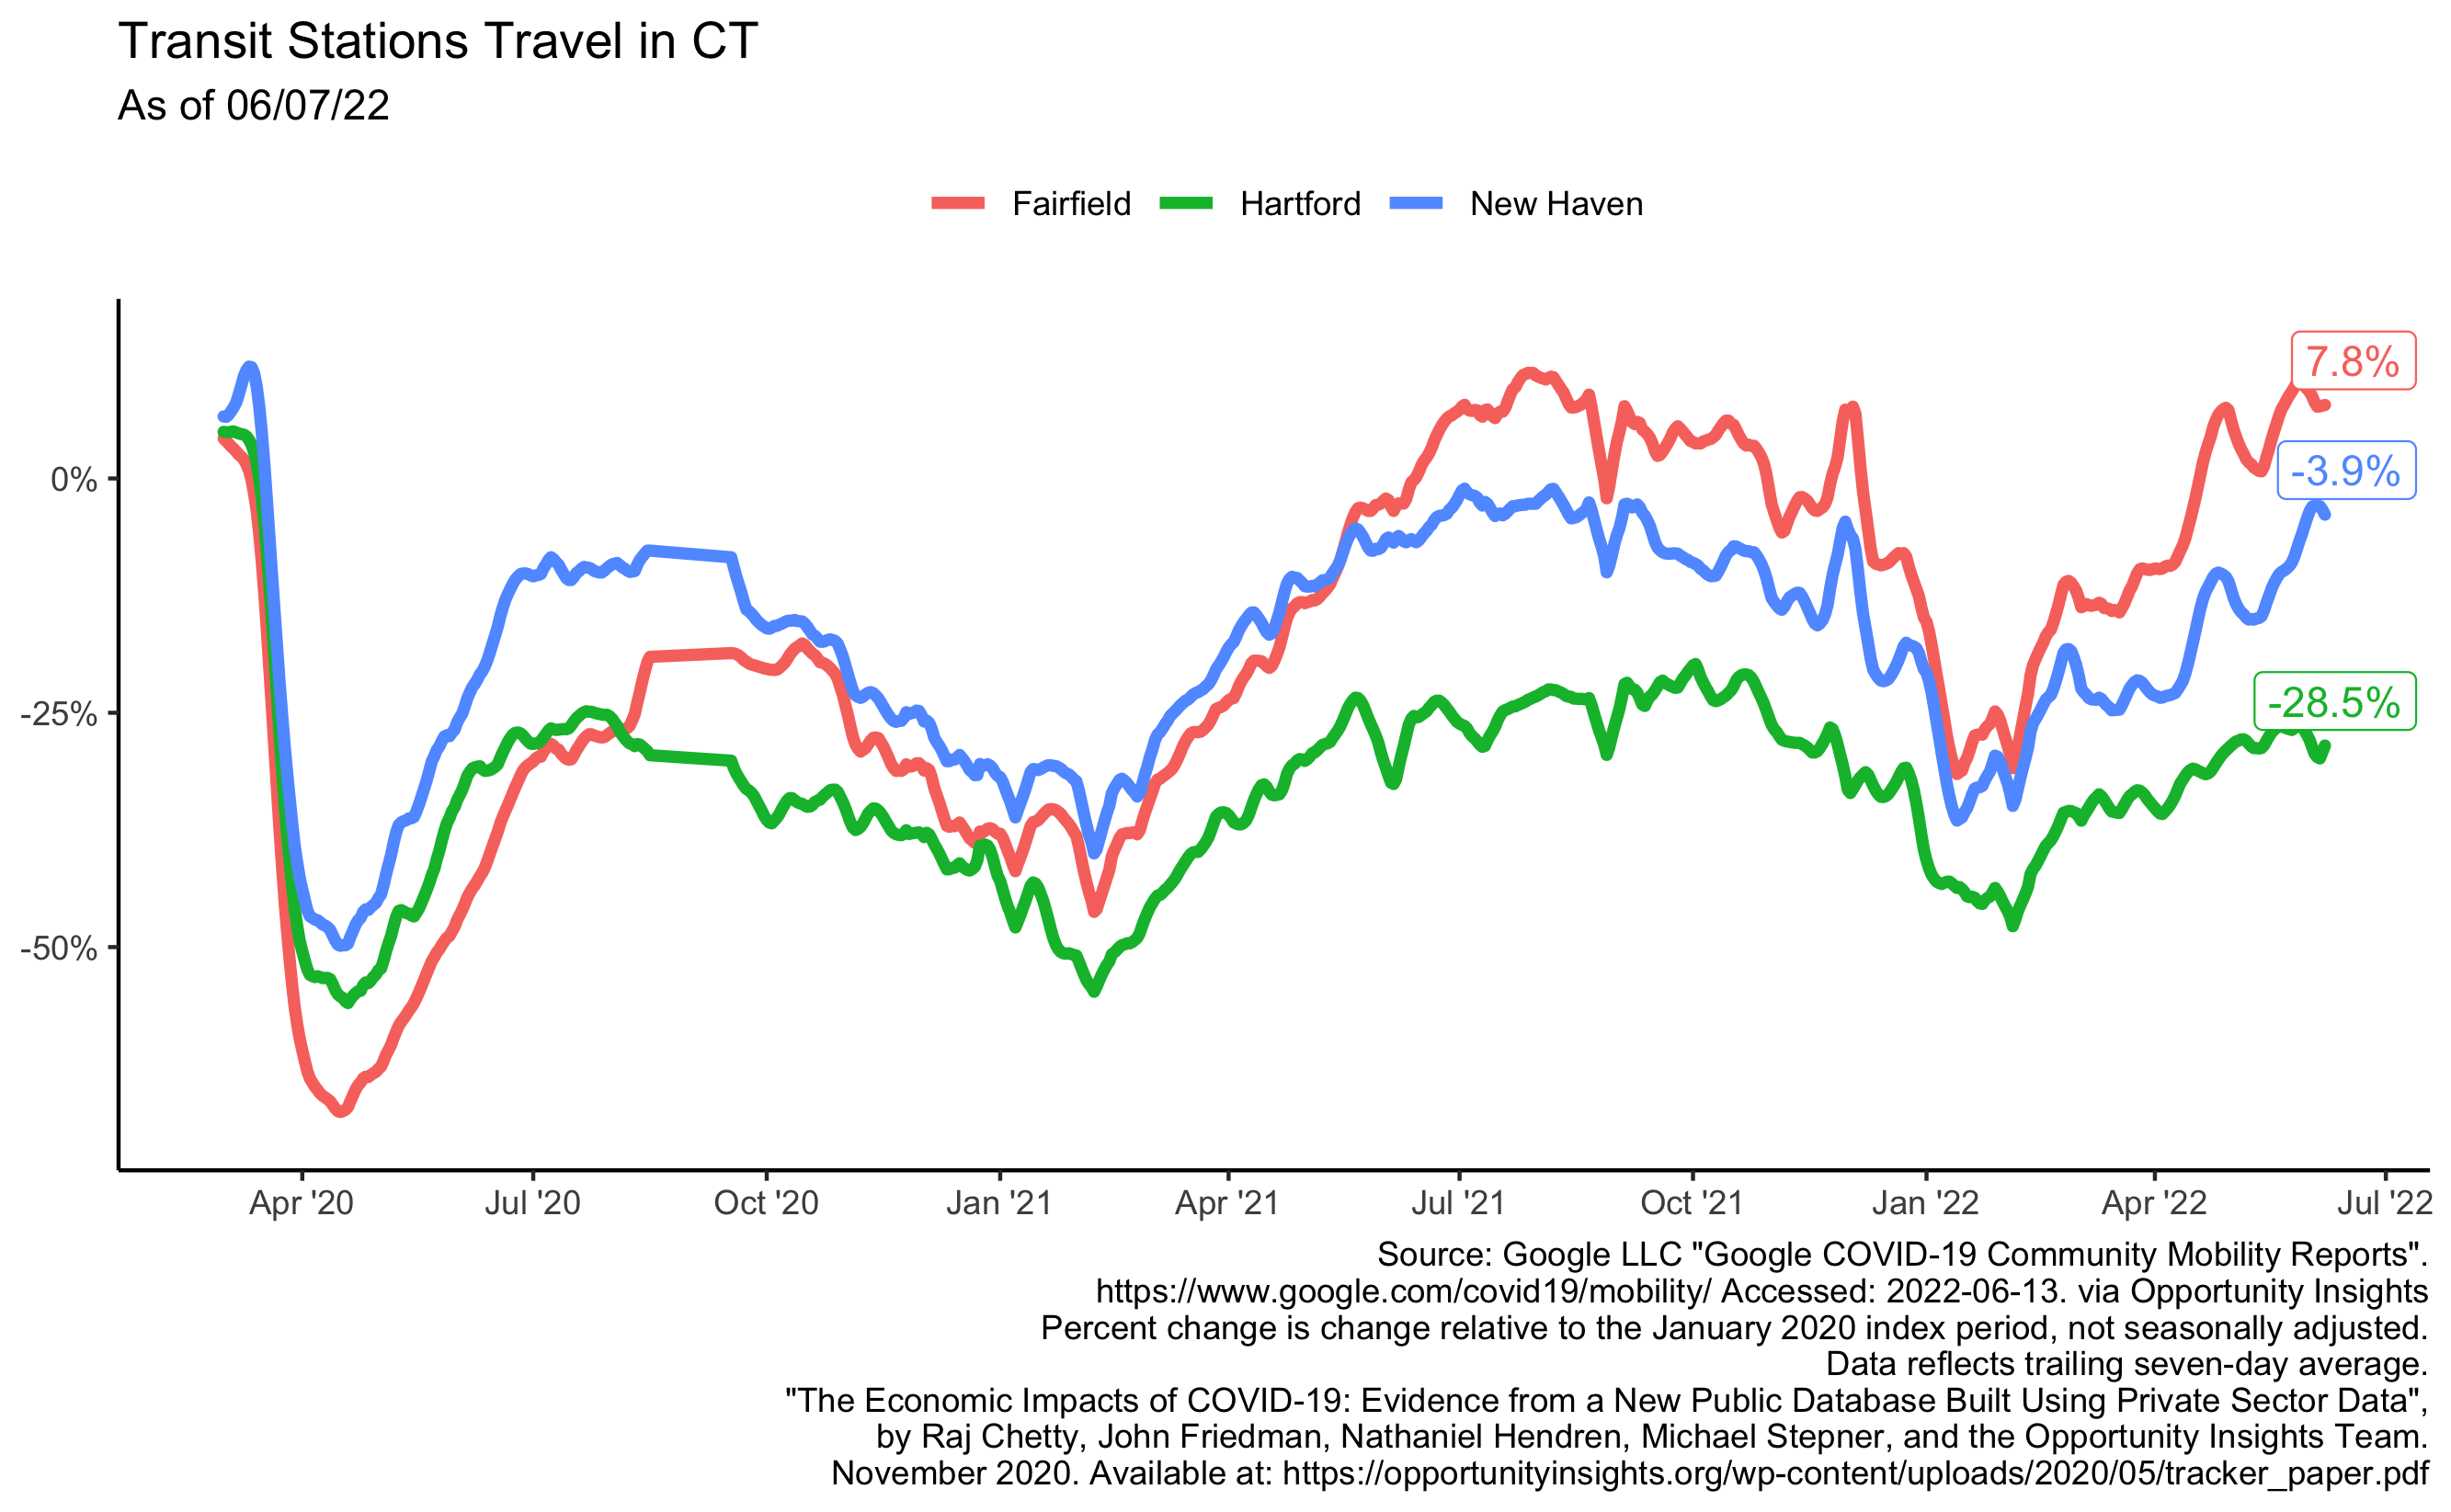 Transit Stations Travel in CT
As of 06/07/22
Fairfield Hartford New Haven
7.8%
0%
-3.9%
-25%
-28.5%
-50%
Apr '20 Jul '20 Oct '20 Jan '21 Apr '21 Jul '21 Oct '21 Jan '22 Apr '22 Jul '22
Source: Google LLC "Google COVID-19 Community Mobility Reports".
https://www.google.com/covid19/mobility/ Accessed: 2022-06-13. via Opportunity Insights
Percent change is change relative to the January 2020 index period, not seasonally adjusted.
Data reflects trailing seven-day average.
"The Economic Impacts of COVID-19: Evidence from a New Public Database Built Using Private Sector Data",
by Raj Chetty, John Friedman, Nathaniel Hendren, Michael Stepner, and the Opportunity Insights Team.
November 2020. Available at: https://opportunityinsights.org/wp-content/uploads/2020/05/tracker_paper.pdf